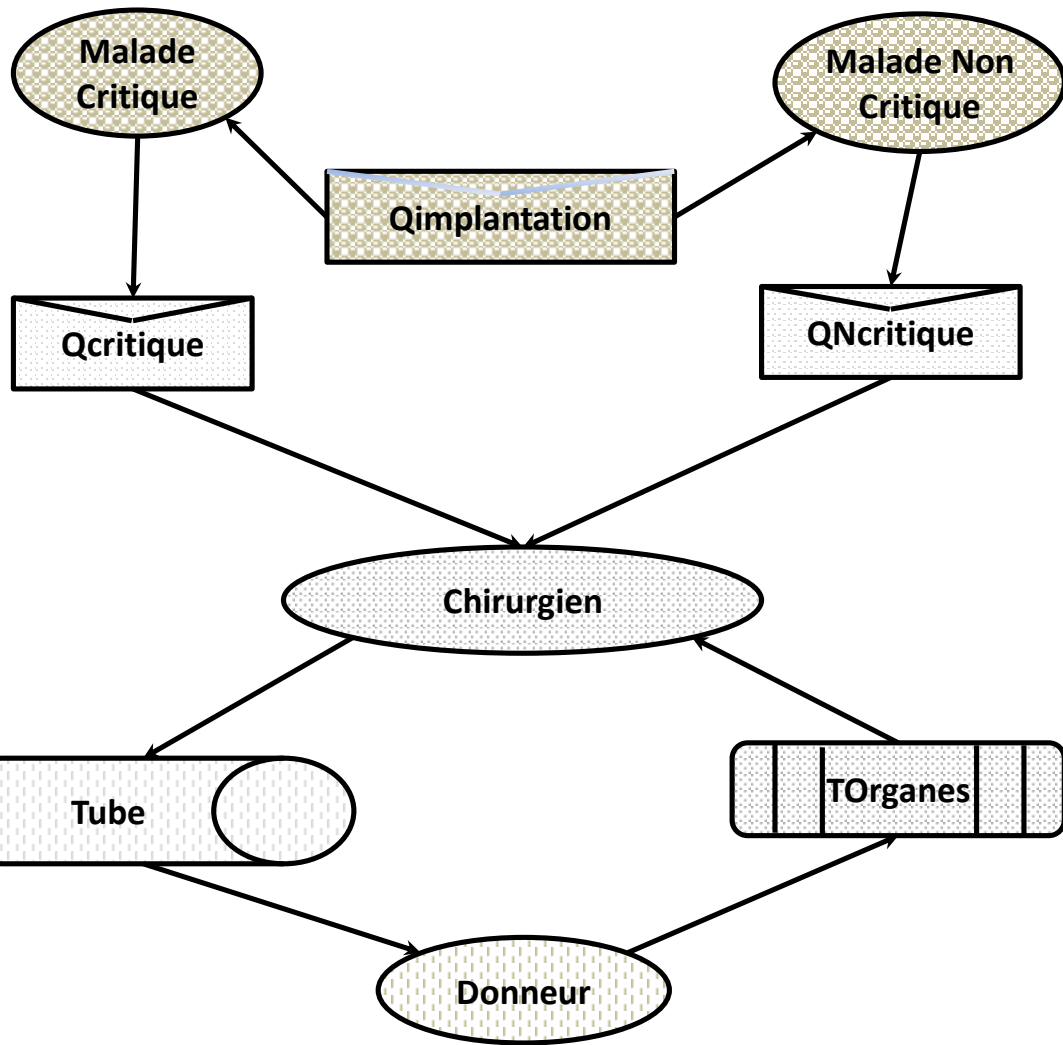 Malade
Critique
Malade Non
Critique
Qimplantation
Qcritique
QNcritique
Chirurgien
Tube
TOrganes
Donneur